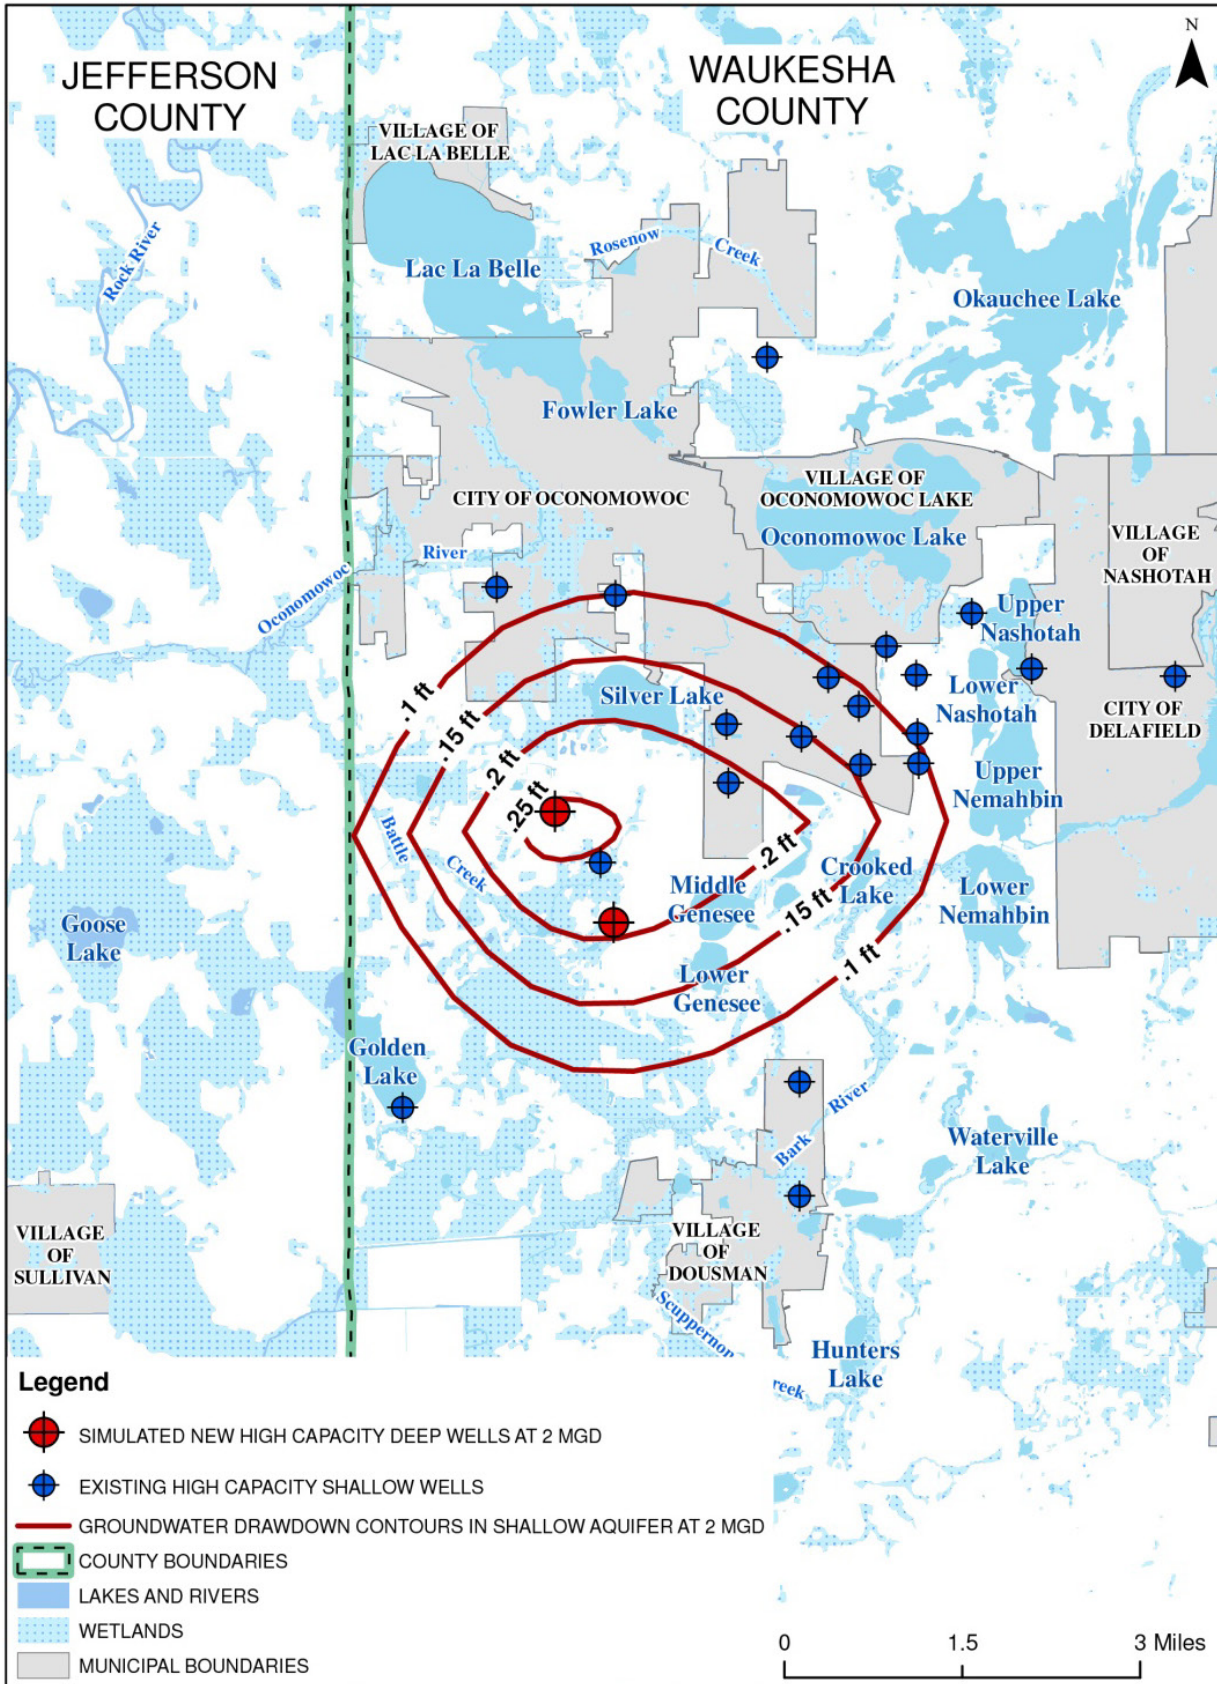 N
JEFFERSON
COUNTY
WAUKESHA
COUNTY
VILLAGE OF
LAC LA BELLE
Rock River
Rosenow
Creek
Lac La Belle
Okauchee Lake
Fowler Lake
CITY OF OCONOMOWOC
VILLAGE OF
OCONOMOWOC LAKE
Oconomowoc Lake
VILLAGE
OF
NASHOTAH
River
Oconomowoc
Upper
Nashotah
Silver Lake
Lower
Nashotah
CITY OF
DELAFIELD
.1 ft
.15 ft
.2 ft
.25 ft
Upper
Nemahbin
Battle
Creek
.2 ft
Crooked
Lake
Middle
Genesee
Lower
Nemahbin
.15 ft
Goose
Lake
.1 ft
Lower
Genesee
Golden
Lake
River
Bark
Waterville
Lake
VILLAGE
OF
SULLIVAN
VILLAGE
OF
DOUSMAN
Scuppernon
reek
Hunters
Lake
Legend
SIMULATED NEW HIGH CAPACITY DEEP WELLS AT 2 MGD
EXISTING HIGH CAPACITY SHALLOW WELLS
GROUNDWATER DRAWDOWN CONTOURS IN SHALLOW AQUIFER AT 2 MGD
COUNTY BOUNDARIES
LAKES AND RIVERS
WETLANDS
MUNICIPAL BOUNDARIES
0 1.5 3 Miles